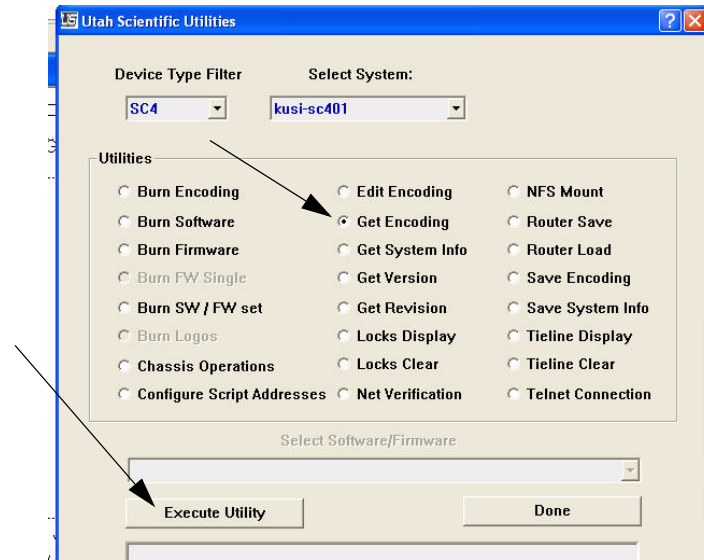 Utah Scientific Utilities
Device Type Filter Select System:
SC4 kusi-sc401
Utilities
Burn Encoding Edit Encoding NFS Mount
Burn Software Get Encoding Router Save
Burn Firmware Get System Info Router Load
Burn FW Single Get Version Save Encoding
Burn SW / FW set Get Revision Save System Info
Burn Logos Locks Display Tieline Display
Chassis Operations Locks Clear Tieline Clear
Configure Script Addresses Net Verification Telnet Connection
Select Software/Firmware
Execute Utility Done